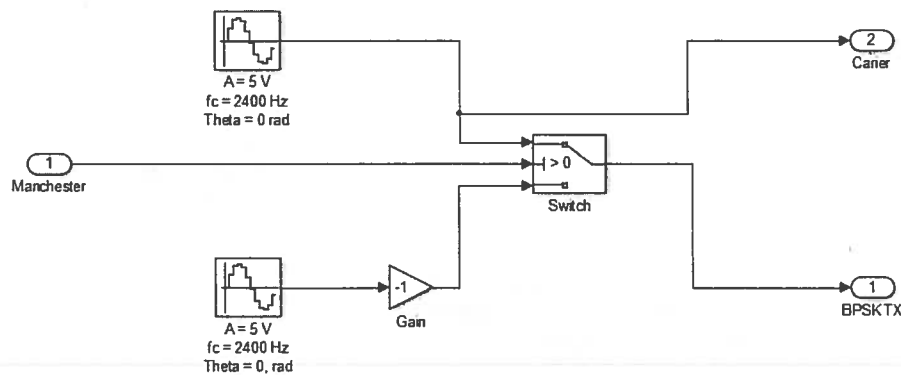 A = 5 V
fc = 2400 Hz
Theta = 0 rad
2
Carier
1
Manchester
> 0
Switch
-1
Gain
A = 5 V
fc = 2400 Hz
Theta = 0, rad
1
BPSKTX